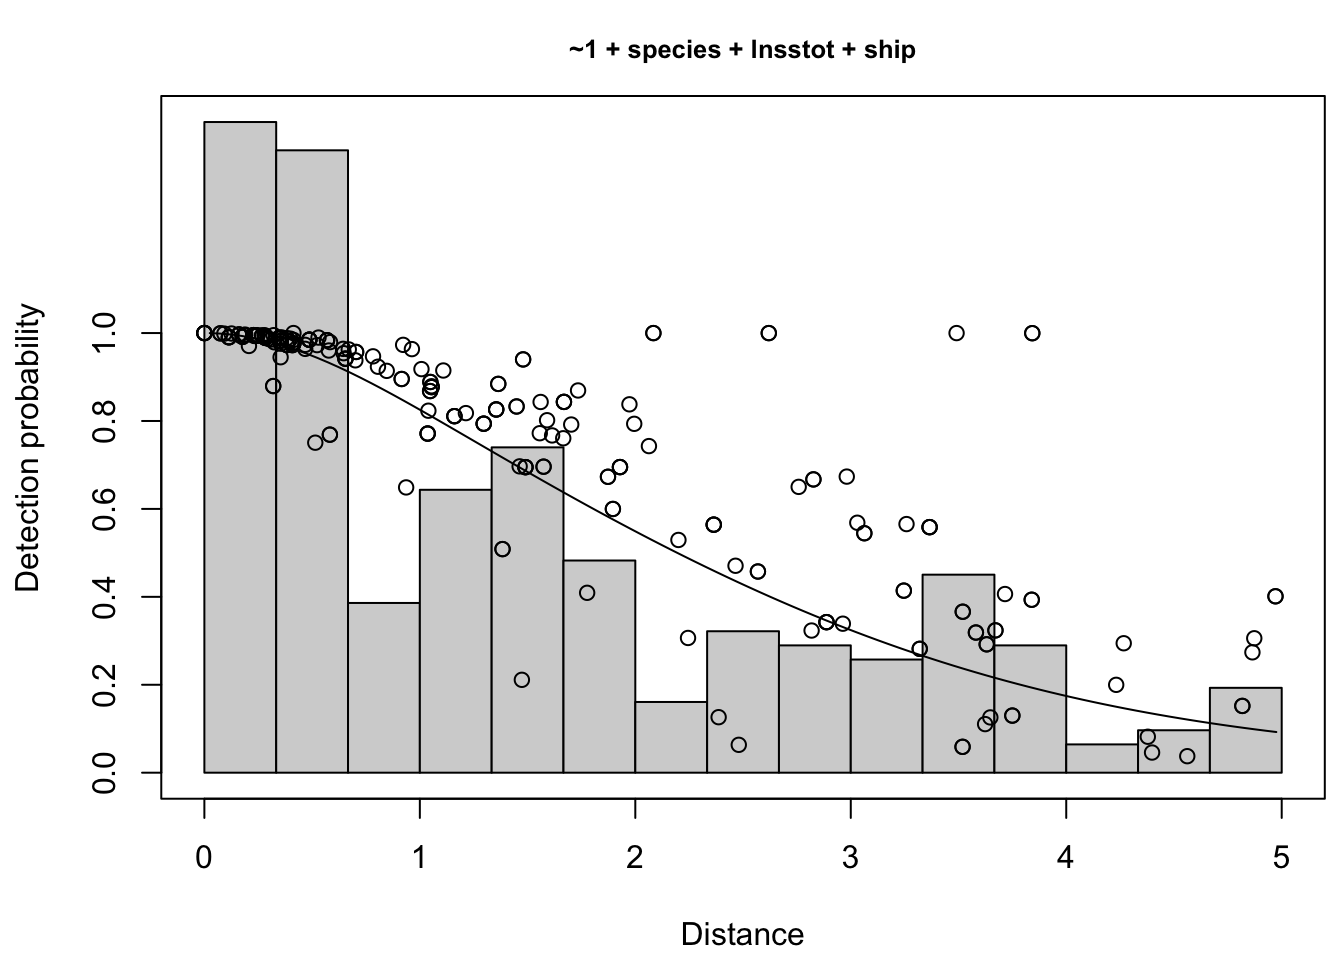 ~1 + species + lnsstot + ship
Detection probability
1.0
0.8
0.6
0.4
0.2
0.0
0 1 2 3 4 5
Distance